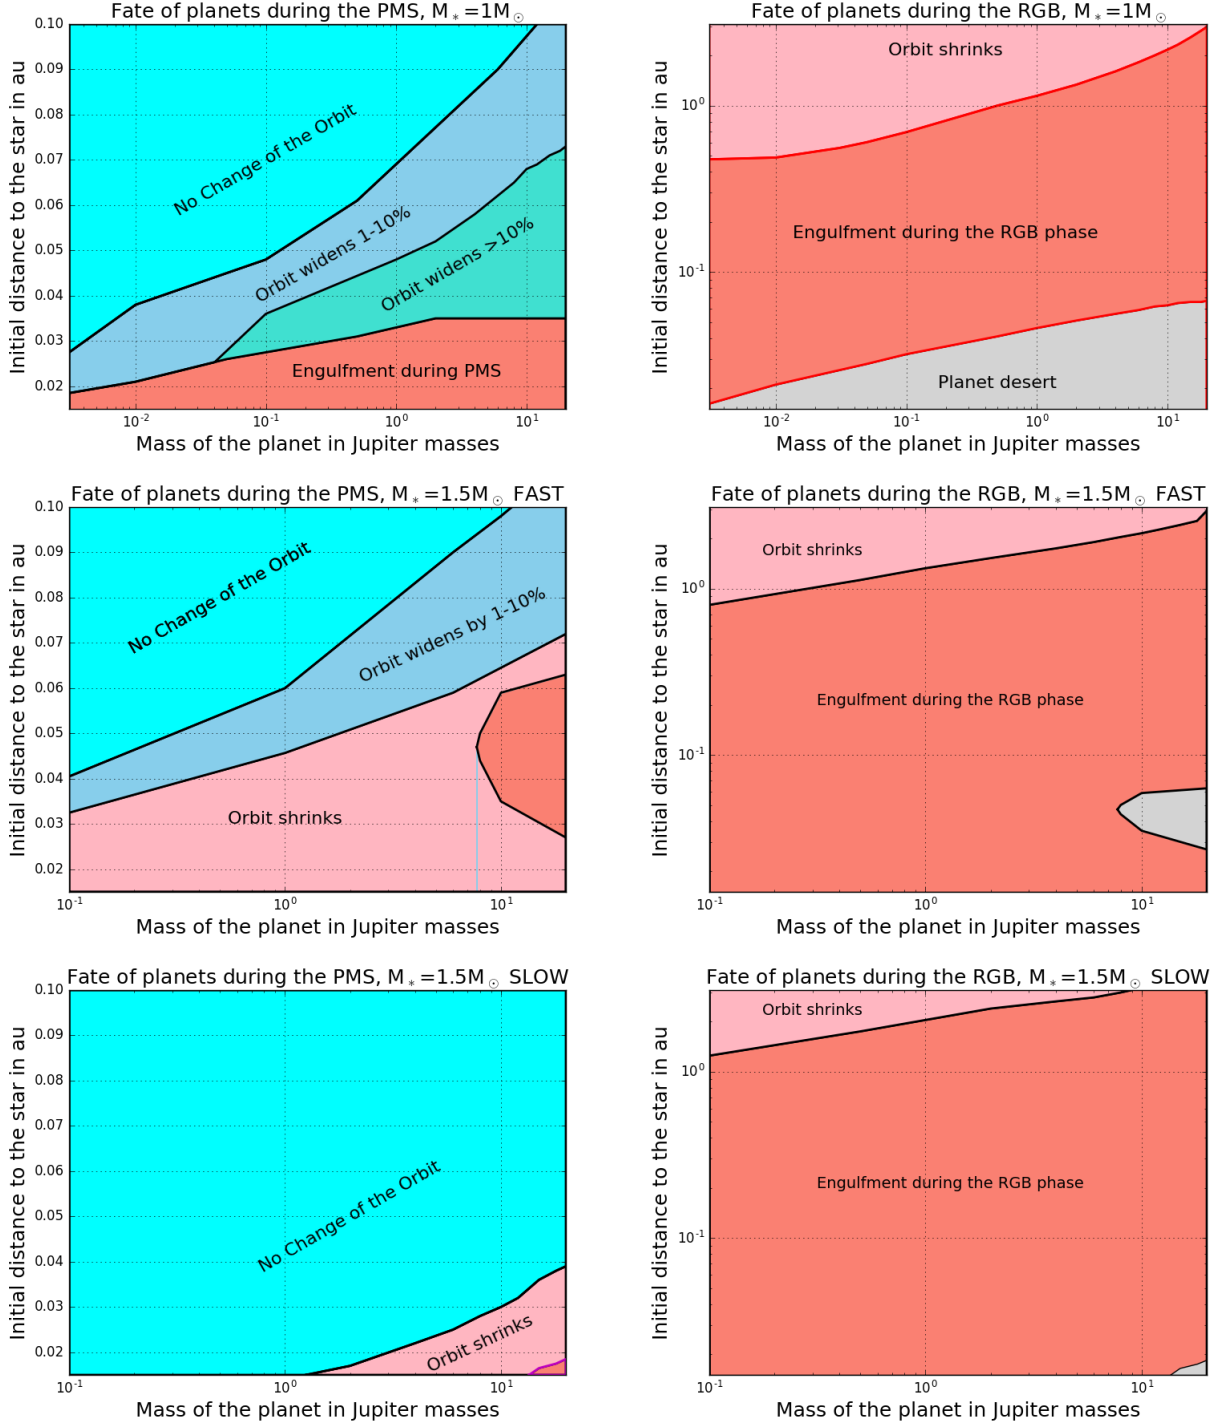 Fate of planets during the PMS, M*=1M☉
Initial distance to the star in au
0.10
0.09
0.08
0.07
0.06
0.05
0.04
0.03
0.02
No Change of the Orbit
Orbit widens 1-10%
Orbit widens >10%
Engulfment during PMS
10⁻² 10⁻¹ 10⁰ 10¹
Mass of the planet in Jupiter masses
Fate of planets during the RGB, M*=1M☉
Initial distance to the star in au
10⁰
10⁻¹
Orbit shrinks
Engulfment during the RGB phase
Planet desert
10⁻² 10⁻¹ 10⁰ 10¹
Mass of the planet in Jupiter masses
Fate of planets during the PMS, M*=1.5M☉ FAST
Initial distance to the star in au
0.10
0.09
0.08
0.07
0.06
0.05
0.04
0.03
0.02
No Change of the Orbit
Orbit widens by 1-10%
Orbit shrinks
10⁻¹ 10⁰ 10¹
Mass of the planet in Jupiter masses
Fate of planets during the RGB, M*=1.5M☉ FAST
Initial distance to the star in au
10⁰
10⁻¹
Orbit shrinks
Engulfment during the RGB phase
10⁻¹ 10⁰ 10¹
Mass of the planet in Jupiter masses
Fate of planets during the PMS, M*=1.5M☉ SLOW
Initial distance to the star in au
0.10
0.09
0.08
0.07
0.06
0.05
0.04
0.03
0.02
No Change of the Orbit
Orbit shrinks
10⁻¹ 10⁰ 10¹
Mass of the planet in Jupiter masses
Fate of planets during the RGB, M*=1.5M☉ SLOW
Initial distance to the star in au
10⁰
10⁻¹
Orbit shrinks
Engulfment during the RGB phase
10⁻¹ 10⁰ 10¹
Mass of the planet in Jupiter masses